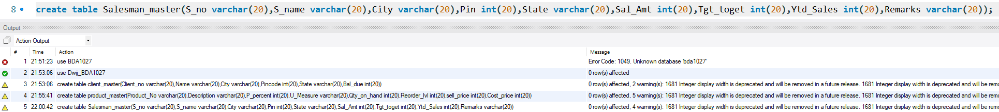 8 create table Salesman_master(S_no varchar(20),S_name varchar(20),City varchar(20),Pin int(20),State varchar(20),Sal_Amt int(20),Tgt_toget int(20),Ytd_Sales int(20),Remarks varchar(20));
Output
Action Output
# Time Action Message
1 21:51:23 use BDA1027 Error Code: 1049. Unknown database 'bda1027'
2 21:53:06 use Dwij_BDA1027 0 row(s) affected
3 21:53:06 create table client_master(Client_no varchar(20),Name varchar(20),City varchar(20),Pincode int(20),State varchar(20),Bal_due int(20)) 0 row(s) affected, 2 warning(s): 1681 Integer display width is deprecated and will be removed in a future release. 1681 Integer display width is deprecated and will be remo
4 21:55:41 create table product_master(Product_No varchar(20),Description varchar(20),P_percent int(20),U_Measure varchar(20),Qty_on_hand int(20),Reorder_lvl int(20),sell_price int(20),Cost_price int(20)) 0 row(s) affected, 5 warning(s): 1681 Integer display width is deprecated and will be removed in a future release. 1681 Integer display width is deprecated and will be remo
5 22:00:42 create table Salesman_master(S_no varchar(20),S_name varchar(20),City varchar(20),Pin int(20),State varchar(20),Sal_Amt int(20),Tgt_toget int(20),Ytd_Sales int(20),Remarks varchar(20)) 0 row(s) affected, 4 warning(s): 1681 Integer display width is deprecated and will be removed in a future release. 1681 Integer display width is deprecated and will be remo